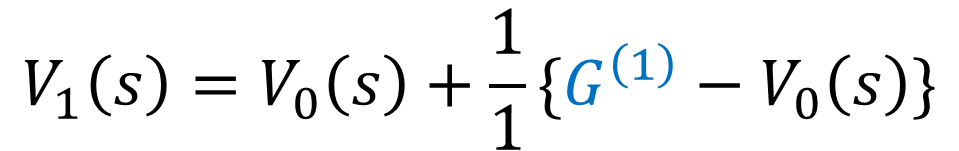 V₁(s) = V₀(s) + 1/1 {G⁽¹⁾ − V₀(s)}